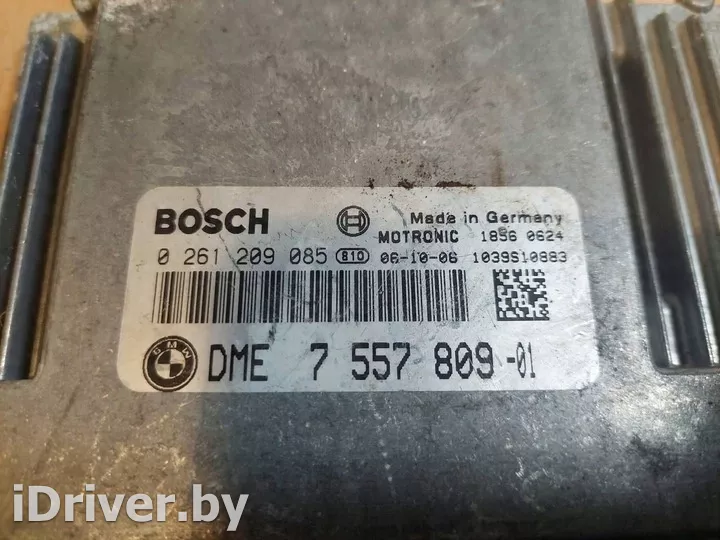 BOSCH
Made in Germany
MOTRONIC 1856 0624
0 261 209 085 810 06-10-06 1039S10883
BMW
DME 7 557 809-01
iDriver.by